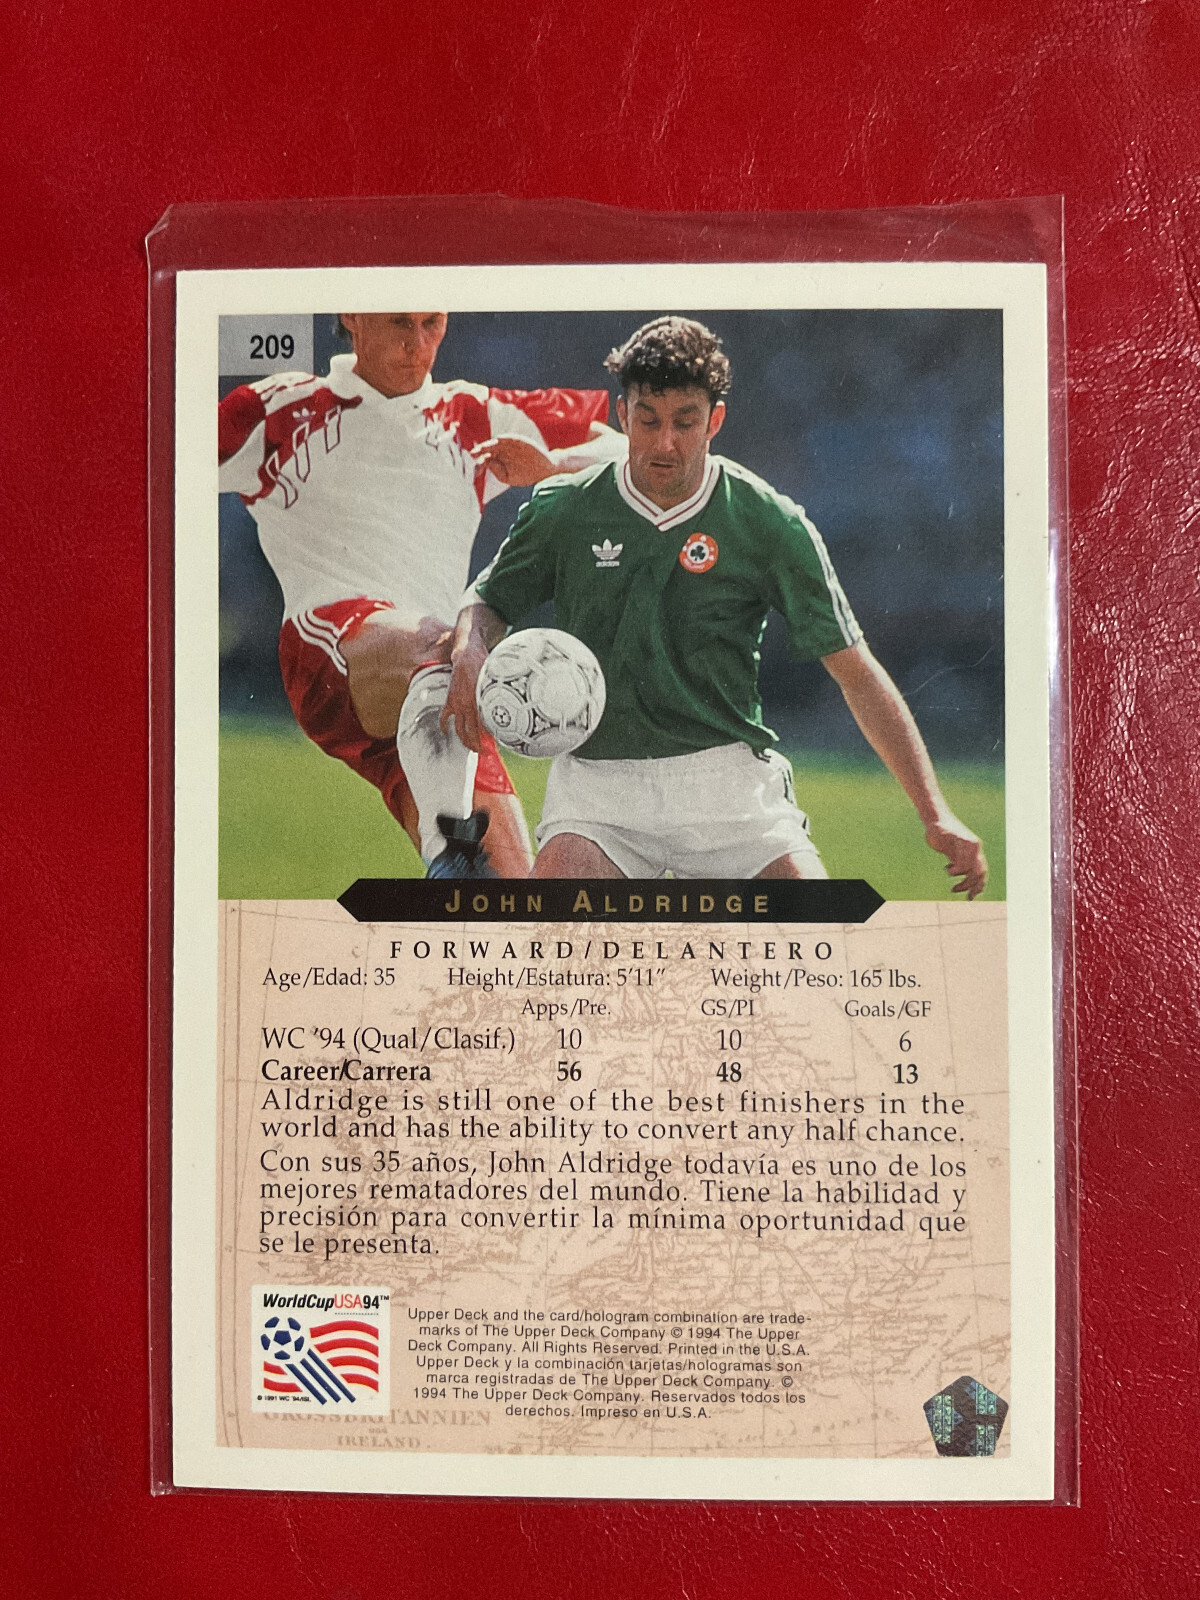 209
adidas
JOHN ALDRIDGE
FORWARD/DELANTERO
Age/Edad: 35 Height/Estatura: 5'11" Weight/Peso: 165 lbs.
Apps/Pre. GS/PI Goals/GF
WC '94 (Qual/Clasif.) 10 10 6
Career/Carrera 56 48 13
Aldridge is still one of the best finishers in the
world and has the ability to convert any half chance.
Con sus 35 años, John Aldridge todavía es uno de los
mejores rematadores del mundo. Tiene la habilidad y
precisión para convertir la mínima oportunidad que
se le presenta.
WorldCupUSA94™
© 1991 WC '94/ISL
Upper Deck and the card/hologram combination are trade-
marks of The Upper Deck Company © 1994 The Upper
Deck Company. All Rights Reserved. Printed in the U.S.A.
Upper Deck y la combinación tarjetas/hologramas son
marca registradas de The Upper Deck Company. ©
1994 The Upper Deck Company. Reservados todos los
derechos. Impreso en U.S.A.
GROSSBRITANNIEN
und
IRELAND.